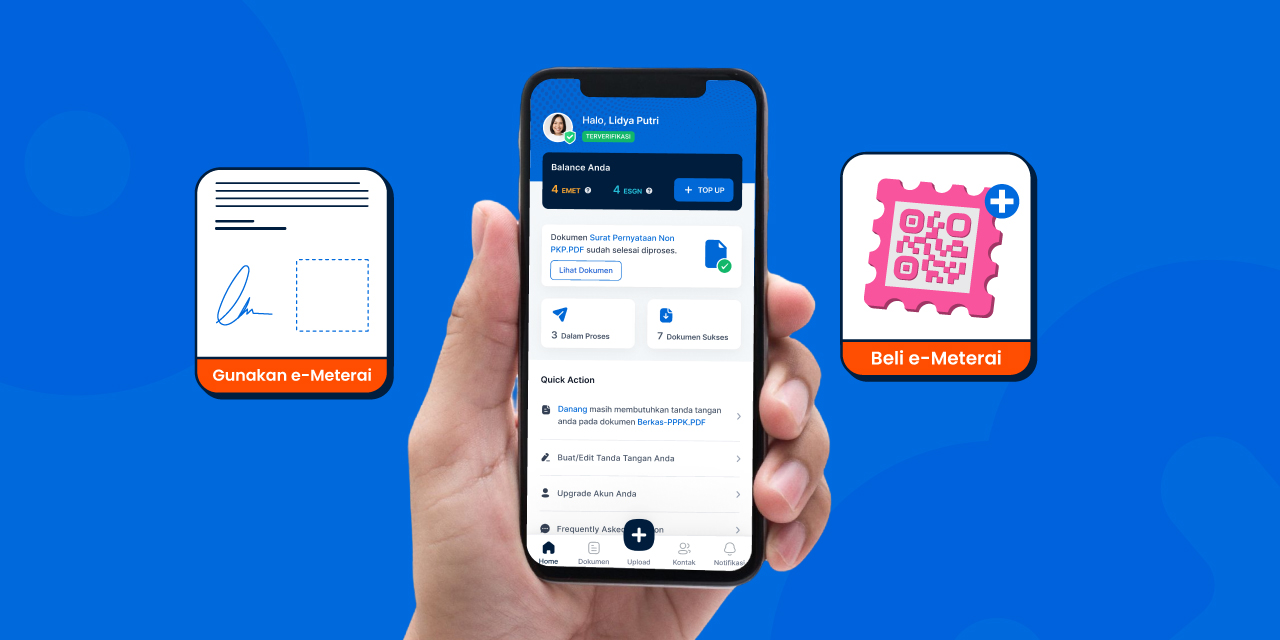 Halo, Lidya Putri
TERVERIFIKASI
Balance Anda
4 EMET ? 4 ESGN ? + TOP UP
Dokumen Surat Pernyataan Non
PKP.PDF sudah selesai diproses.
Lihat Dokumen
3 Dalam Proses
7 Dokumen Sukses
Quick Action
Danang masih membutuhkan tanda tangan
anda pada dokumen Berkas-PPPK.PDF
Buat/Edit Tanda Tangan Anda
Upgrade Akun Anda
Frequently Asked
Home Dokumen Upload Kontak Notifikasi
Gunakan e-Meterai
Beli e-Meterai